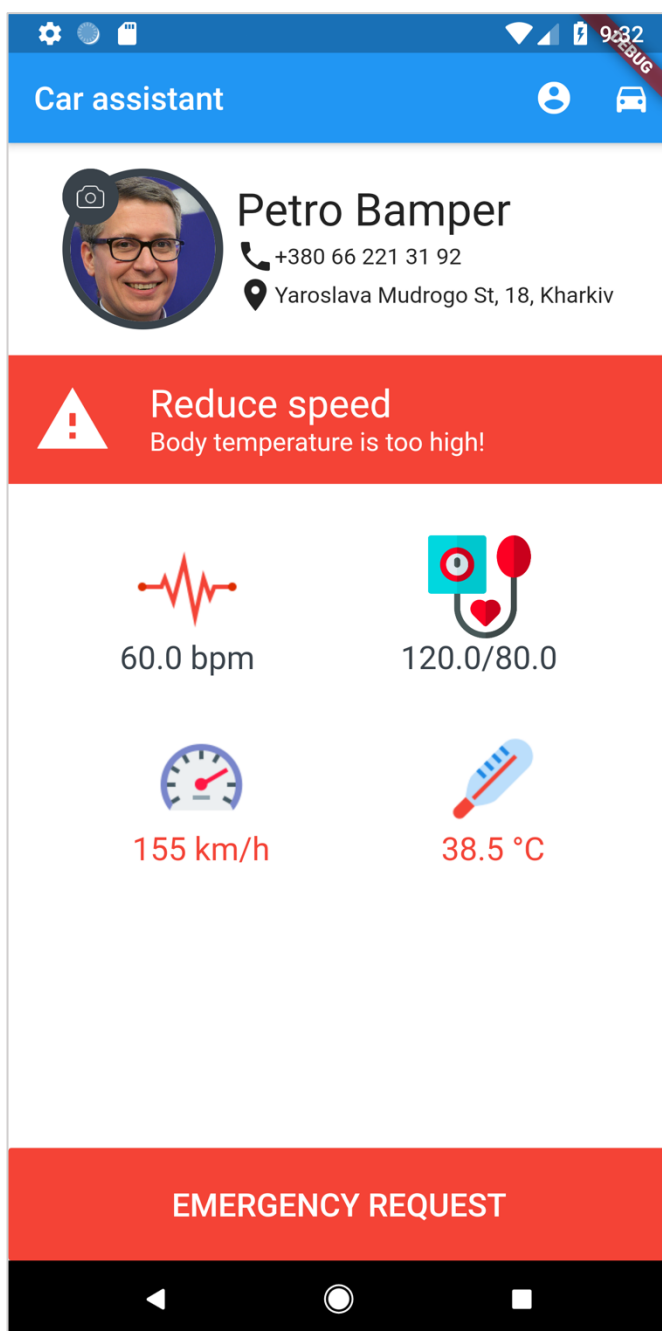 9:32
DEBUG
Car assistant
Petro Bamper
+380 66 221 31 92
Yaroslava Mudrogo St, 18, Kharkiv
Reduce speed
Body temperature is too high!
60.0 bpm
120.0/80.0
155 km/h
38.5 °C
EMERGENCY REQUEST